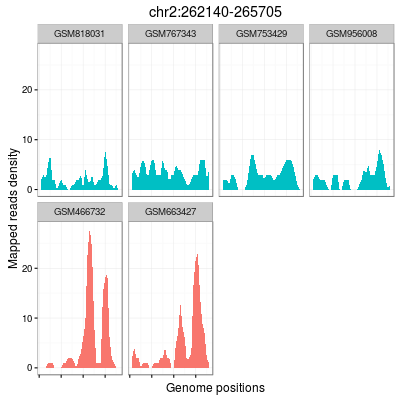 chr2:262140-265705
GSM818031 GSM767343 GSM753429 GSM956008
20
10
0
Mapped reads density
GSM466732 GSM663427
20
10
0
Genome positions